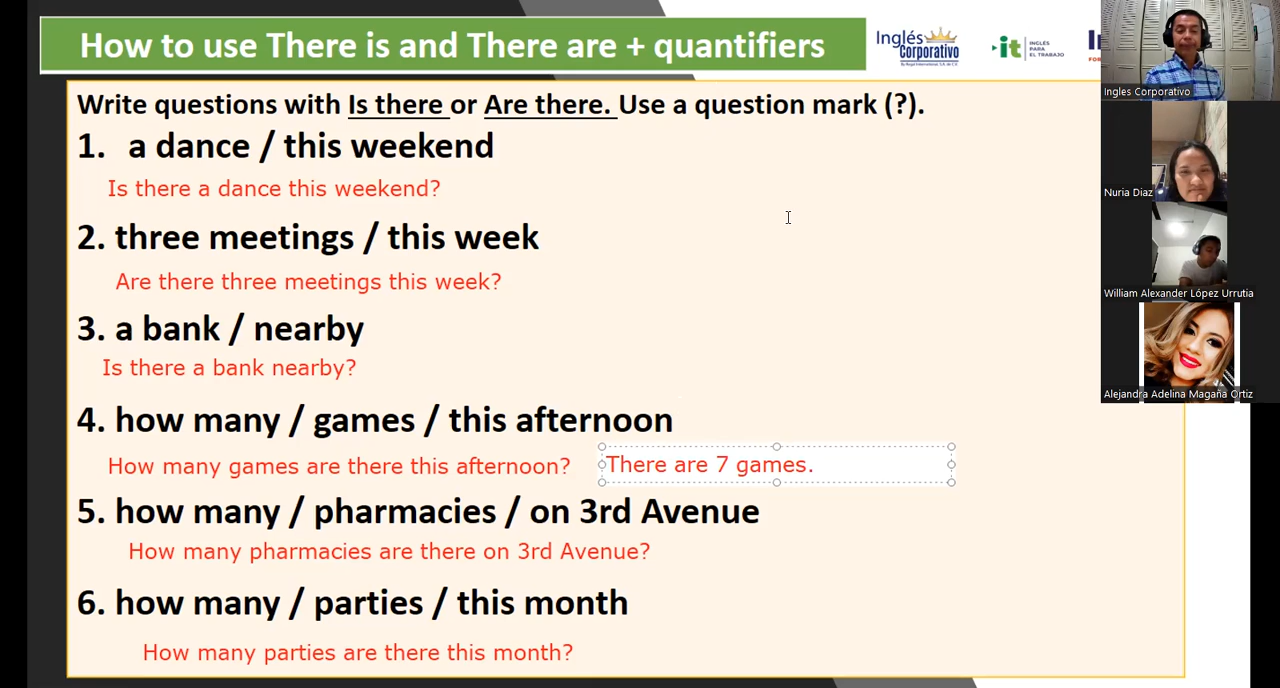 How to use There is and There are + quantifiers
Inglés
Corporativo
it INGLÉS
PARA
EL TRABAJO
Write questions with Is there or Are there. Use a question mark (?).
1. a dance / this weekend
Is there a dance this weekend?
2. three meetings / this week
Are there three meetings this week?
3. a bank / nearby
Is there a bank nearby?
4. how many / games / this afternoon
How many games are there this afternoon? There are 7 games.
5. how many / pharmacies / on 3rd Avenue
How many pharmacies are there on 3rd Avenue?
6. how many / parties / this month
How many parties are there this month?
Ingles Corporativo
Nuria Diaz
William Alexander López Urrutia
Alejandra Adelina Magaña Ortiz